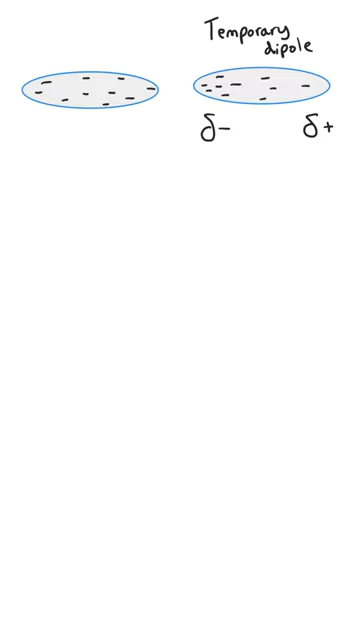 Temporary
dipole
δ- δ+